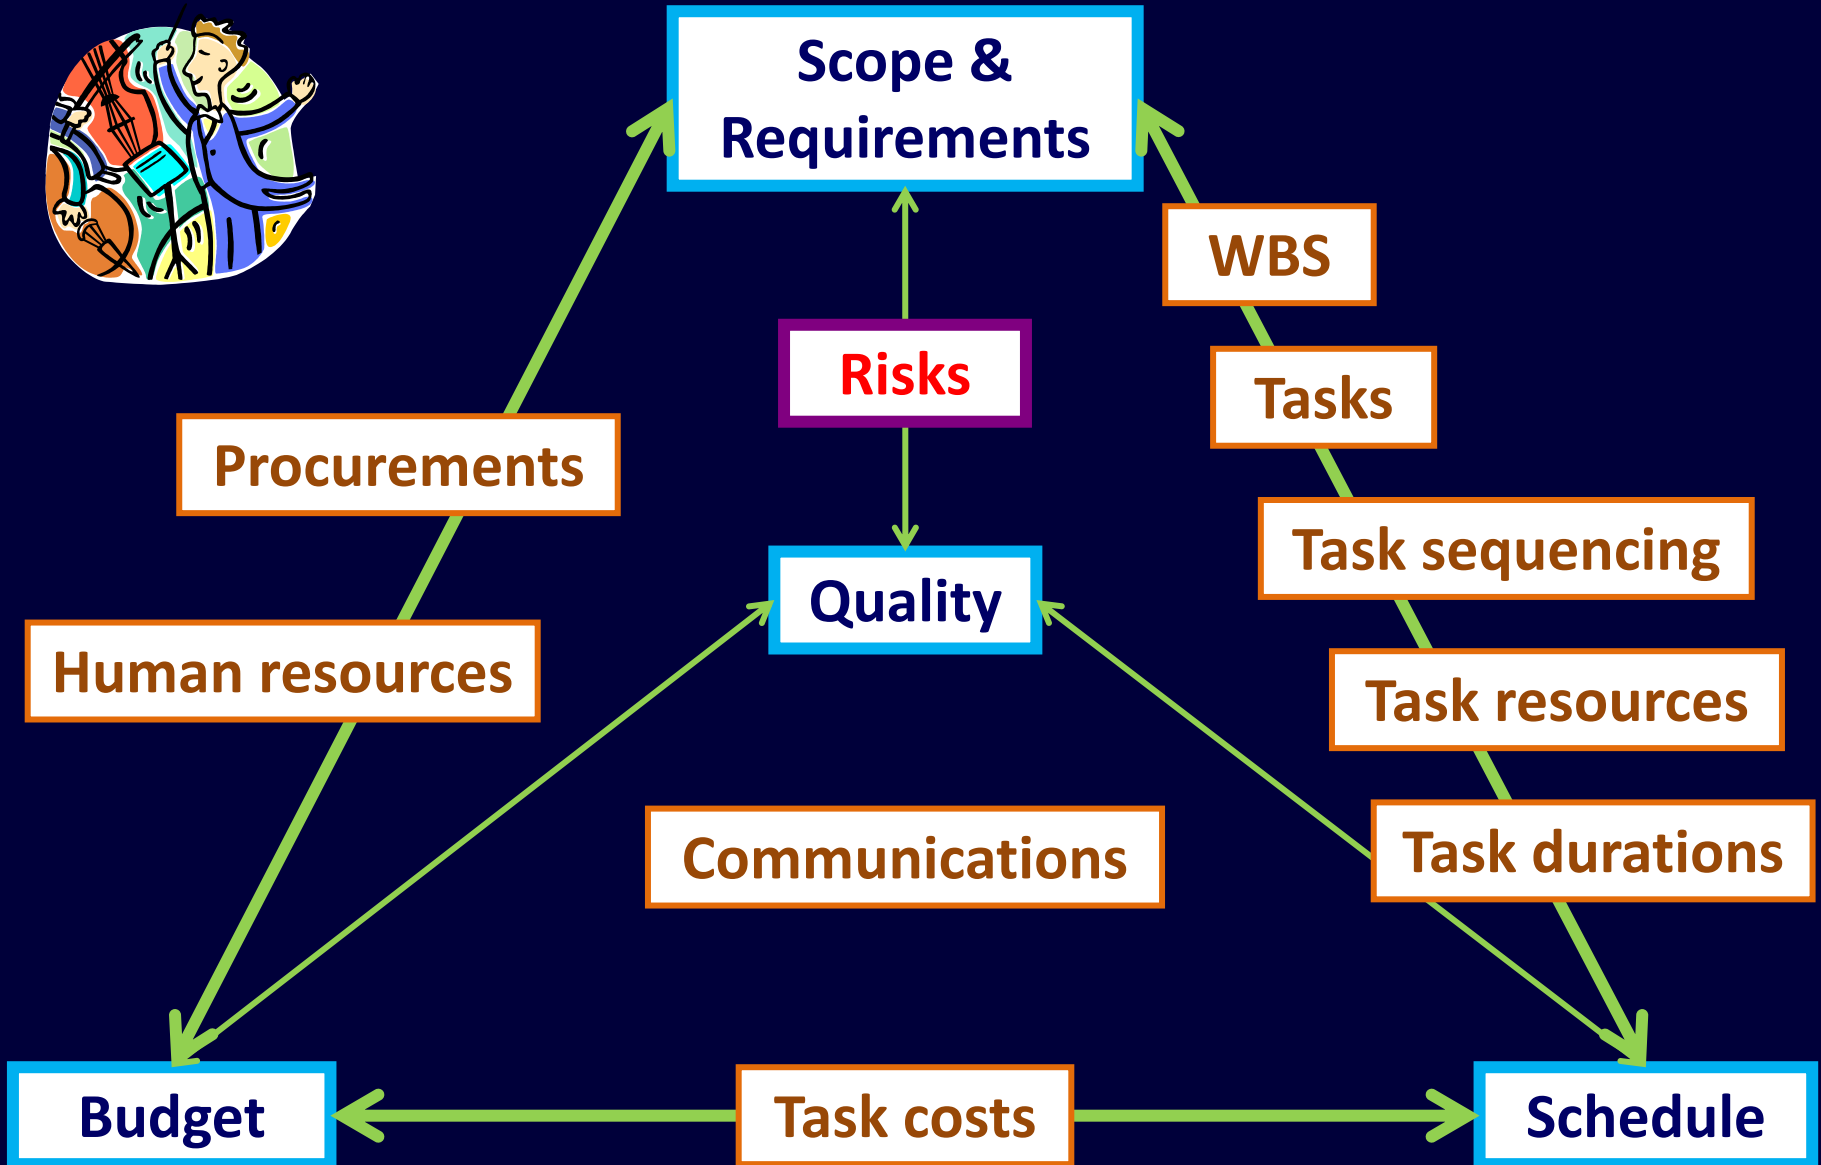 Scope &
Requirements
WBS
Risks
Tasks
Procurements
Task sequencing
Quality
Human resources
Task resources
Communications
Task durations
Budget
Task costs
Schedule